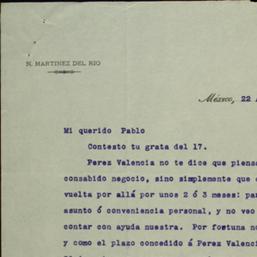 N. MARTINEZ DEL RIO
México, 22
Mi querido Pablo
Contesto tu grata del 17.
Perez Valencia no te dice que piensa
consabido negocio, sino simplemente que
vuelta por allá por unos 2 ó 3 meses:
asunto ó conveniencia personal, y no veo
contar con ayuda nuestra. Por fortuna
y como el plazo concedido á Perez Valenci